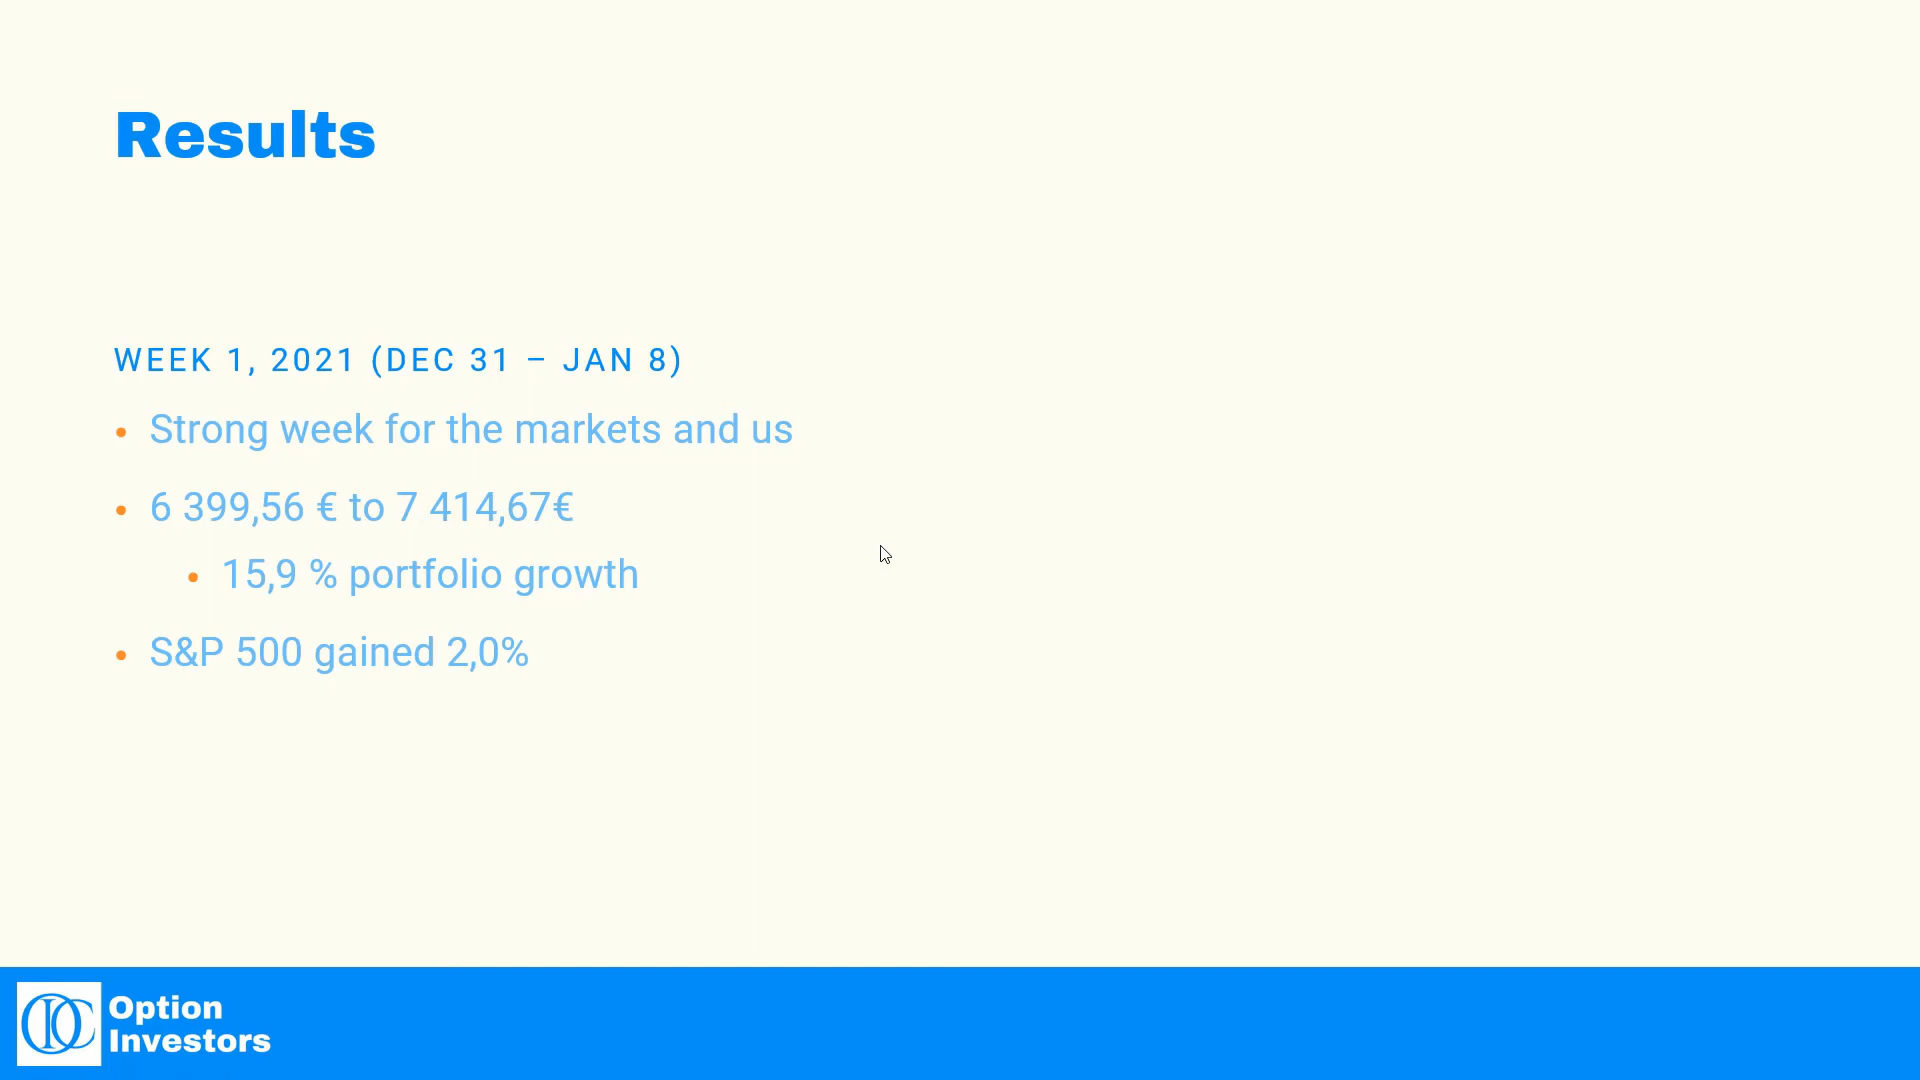 Results
WEEK 1, 2021 (DEC 31 – JAN 8)
• Strong week for the markets and us
• 6 399,56 € to 7 414,67€
• 15,9 % portfolio growth
• S&P 500 gained 2,0%
Option
Investors